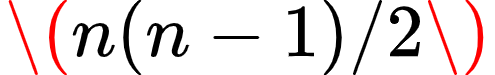 \(n(n − 1)/2\)